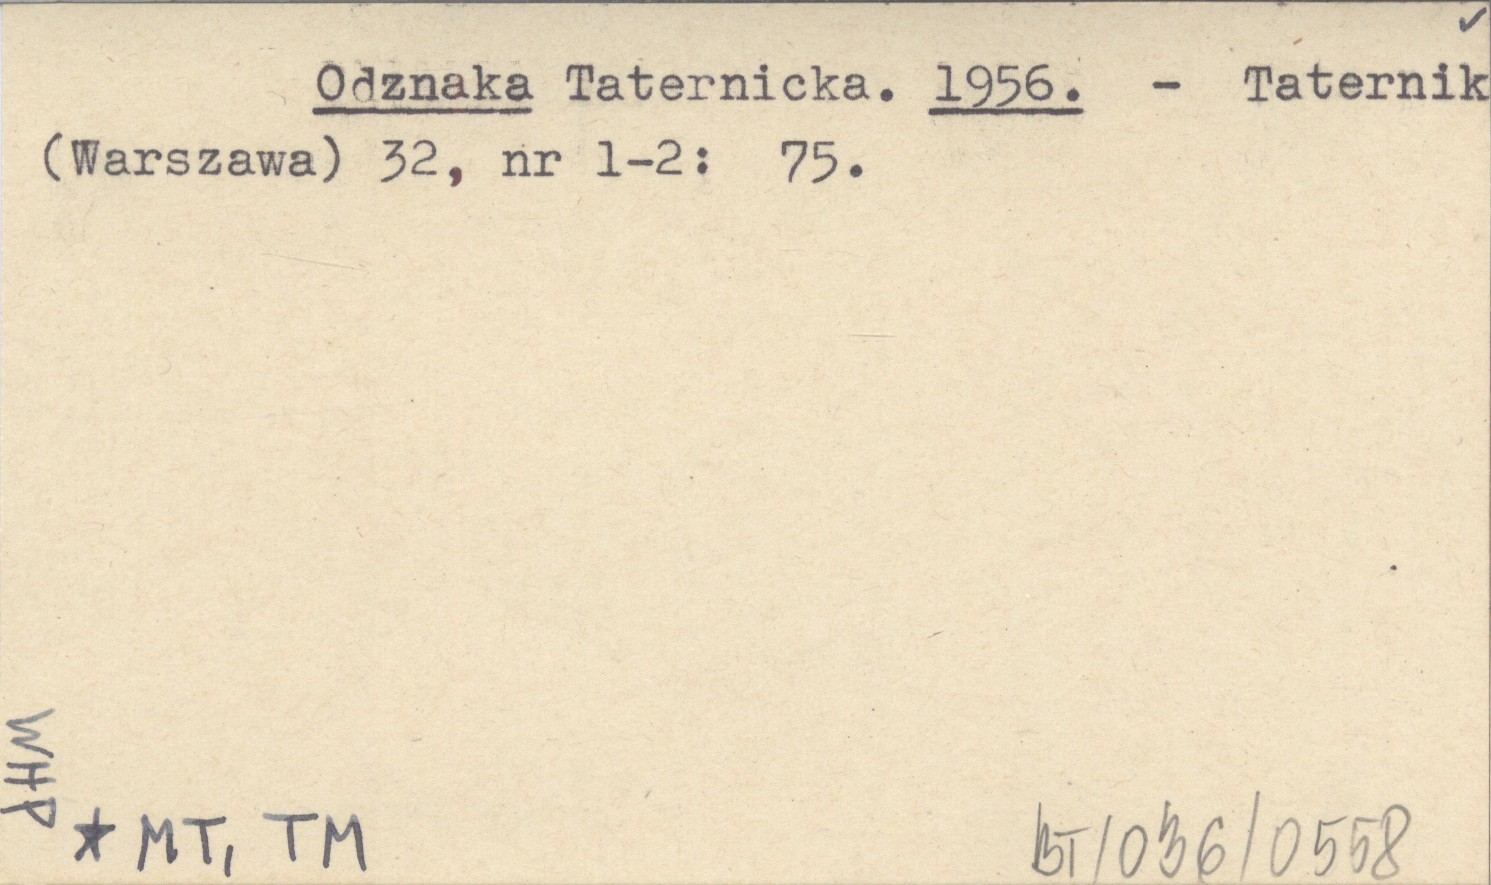 ✓
Odznaka Taternicka. 1956. - Taternik
(Warszawa) 32, nr 1-2: 75.
WHP
★ MT, TM
BT/036/0558